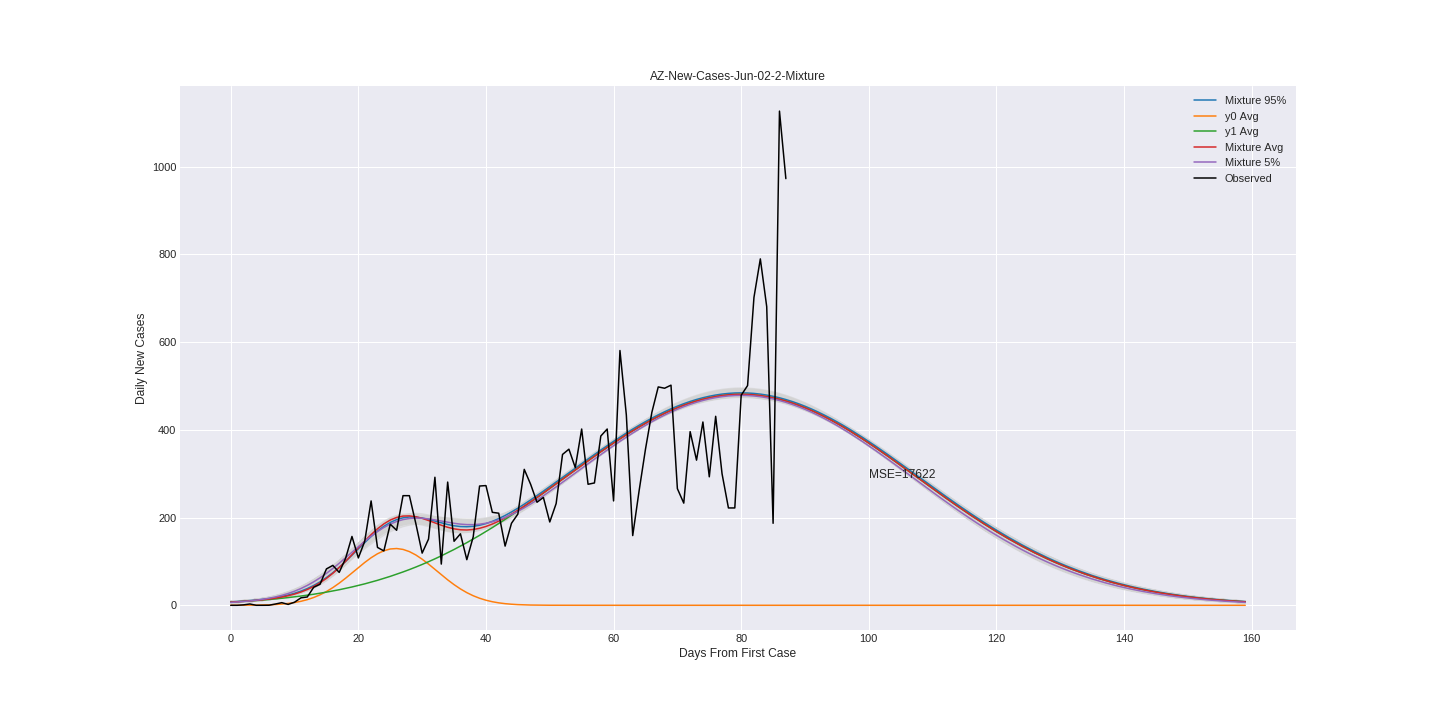 AZ-New-Cases-Jun-02-2-Mixture
Mixture 95%
y0 Avg
y1 Avg
Mixture Avg
Mixture 5%
Observed
Daily New Cases
1000
800
600
400
200
0
MSE=17622
0 20 40 60 80 100 120 140 160
Days From First Case